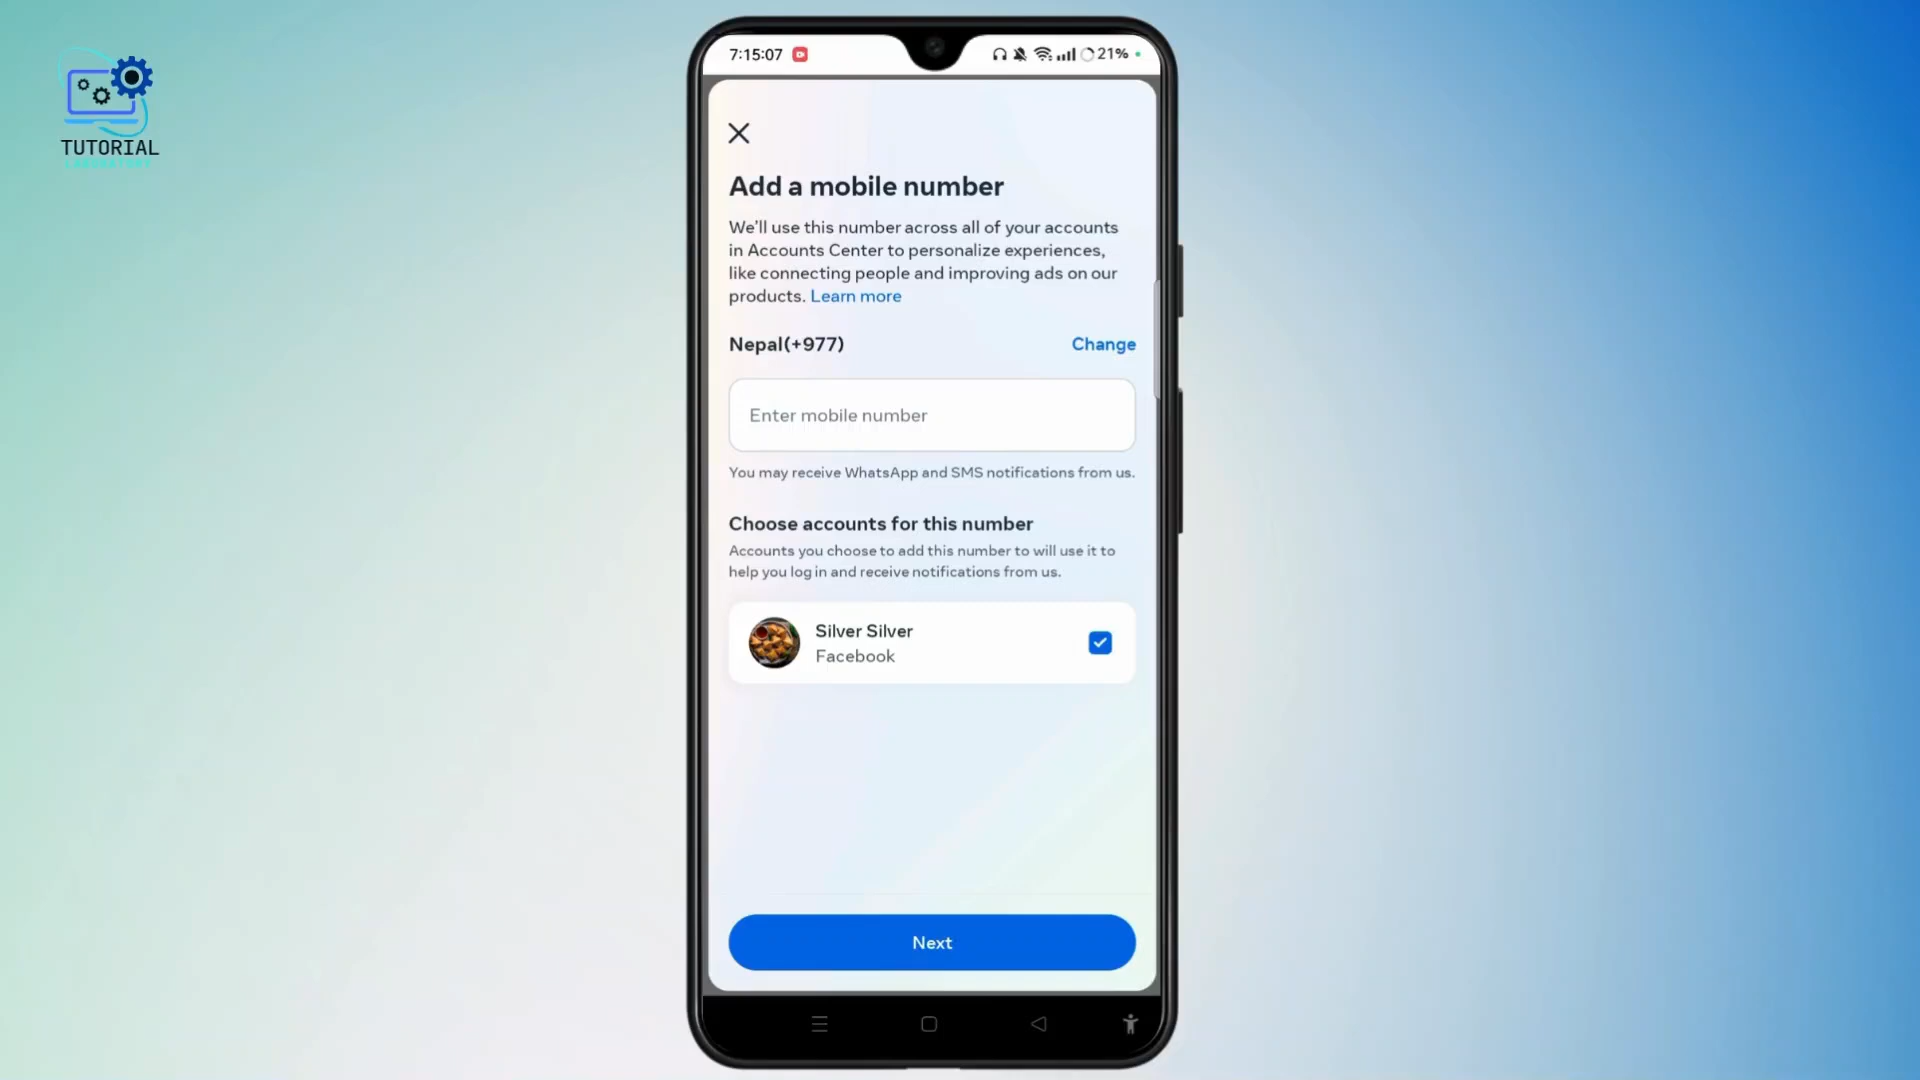 7:15:07
21%
TUTORIAL
LABORATORY
Add a mobile number
We'll use this number across all of your accounts
in Accounts Center to personalize experiences,
like connecting people and improving ads on our
products. Learn more
Nepal(+977)
Change
Enter mobile number
You may receive WhatsApp and SMS notifications from us.
Choose accounts for this number
Accounts you choose to add this number to will use it to
help you log in and receive notifications from us.
Silver Silver
Facebook
Next